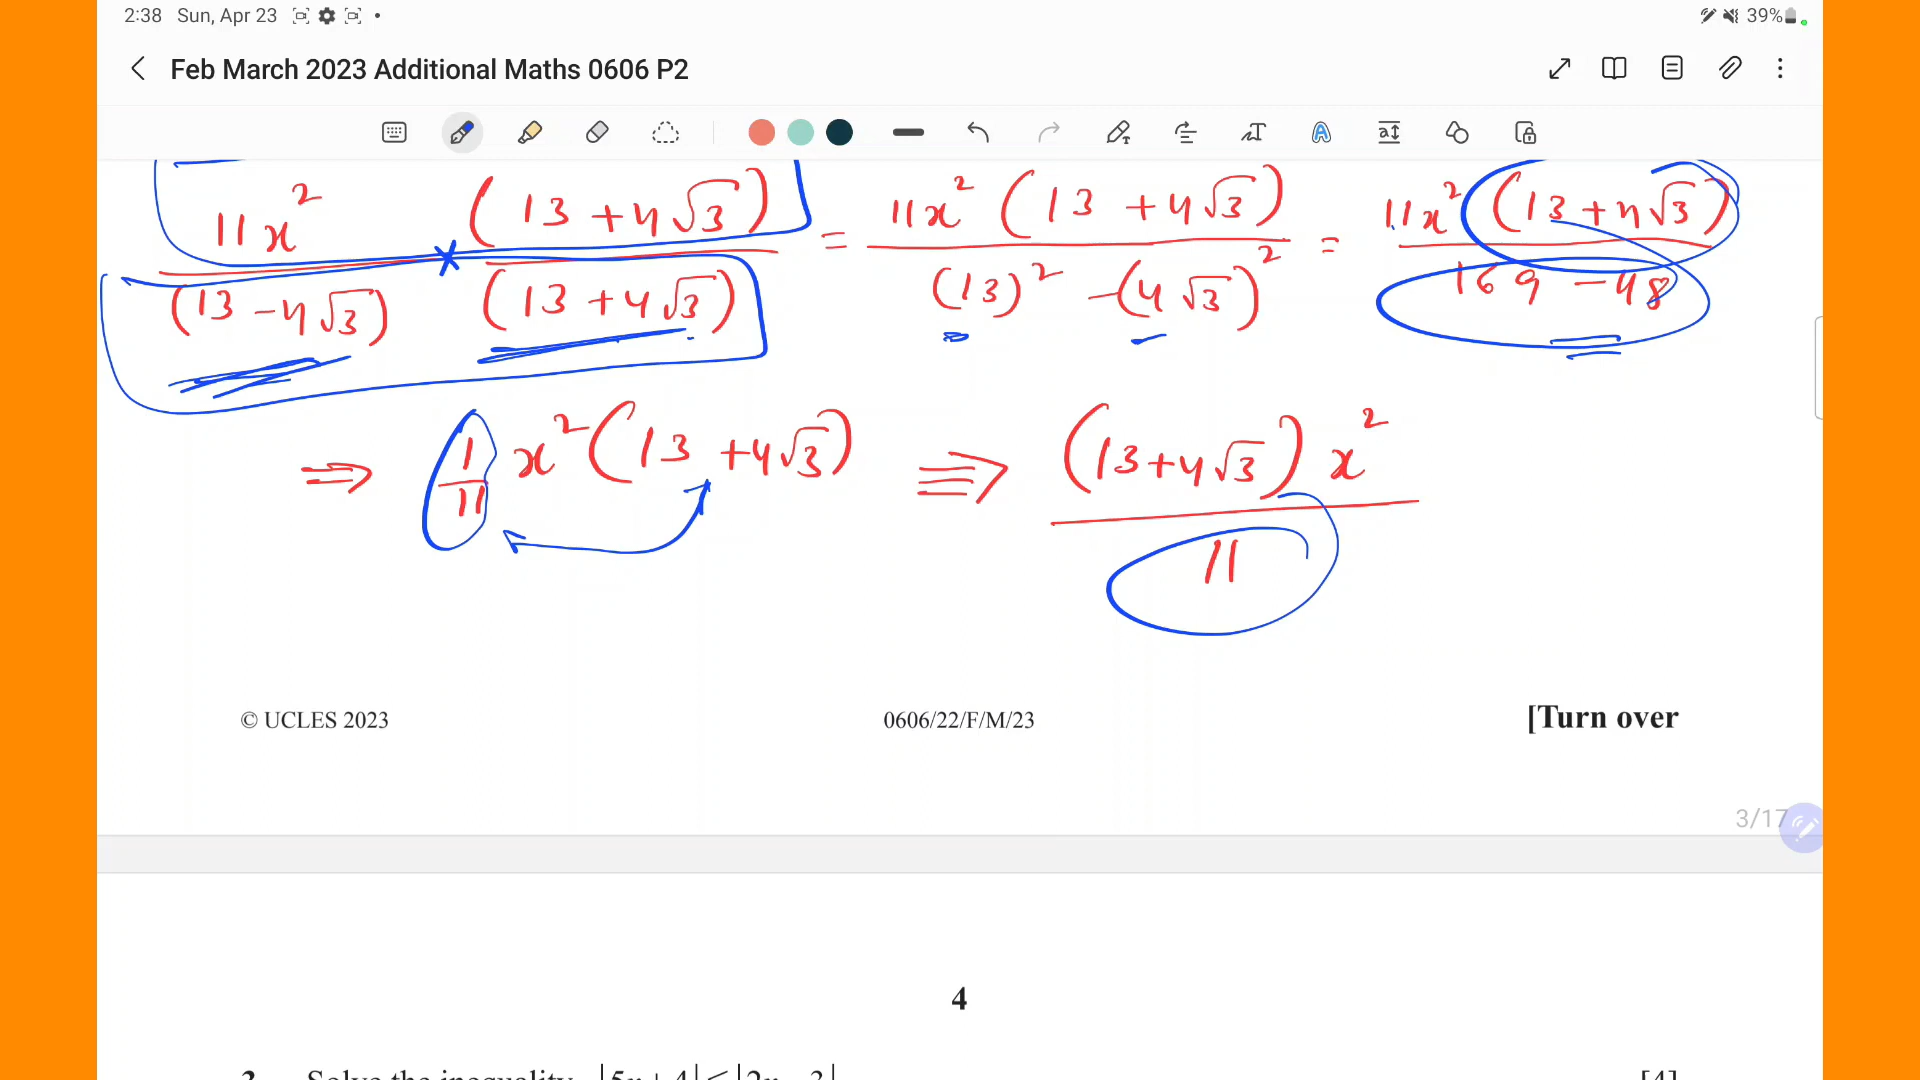 2:38 Sun, Apr 23 39%
Feb March 2023 Additional Maths 0606 P2
11x² / (13 − 4√3) × (13 + 4√3) / (13 + 4√3) = 11x² (13 + 4√3) / (13)² − (4√3)² = 11x² (13 + 4√3) / 169 − 48
⇒ 1/11 x² (13 + 4√3) ⇒ (13 + 4√3) x² / 11
© UCLES 2023 0606/22/F/M/23 [Turn over
3/17
4